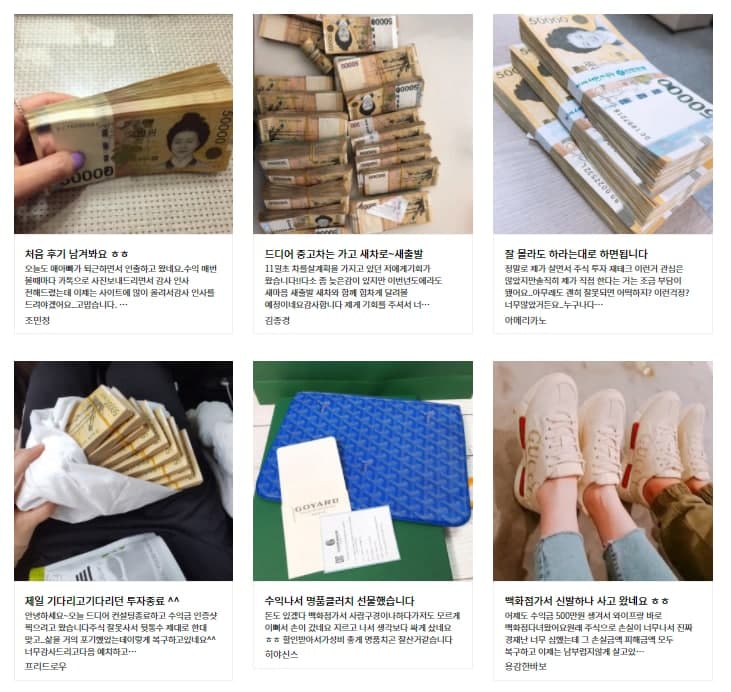 처음 후기 남겨봐요 ㅎㅎ
오늘도 애아빠가 퇴근하면서 인출하고 왔네요.수익 매번
볼때마다 가톡으로 사진보내드리면서 감사 인사
전해드렸는데 이제는 사이트에 많이 올려서감사 인사를
드려야겠어요..고맙습니다. …
조민정
드디어 중고차는 가고 새차로~새출발
11월초 차를살계획을 가지고 있던 저에게기회가
왔습니다!!다소 좀 늦은감이 있지만 이번년도에라도
새마음 새출발 새차와 함께 힘차게 달려볼
예정이네요감사합니다 제게 기회를 주셔서 너…
김종경
잘 몰라도 하라는대로 하면됩니다
정말로 제가 살면서 주식 투자 재테크 이런거 관심은
많았지만솔직히 제가 직접 한다는 거는 조금 부담이
됐어요..아무래도 괜히 잘못되면 어떡하지? 이런걱정?
너무많았거든요..누구나다…
아메리카노
50000
50000
50000
50000
제일 기다리고기다리던 투자종료 ^^
안녕하세요~오늘 드디어 컨설팅종료하고 수익금 인증샷
찍으려고 왔습니다주식 잘못사서 뒷통수 제대로 한대
맞고..삶을 거의 포기했었는데이렇게 복구하고있네요^^
너무감사드리고다음 예치하고…
프리드로우
GOYARD
수익나서 명품클러치 선물했습니다
돈도 있겠다 백화점가서 사람구경이나하다가저도 모르게
이뻐서 손이 갔네요 지르고 나서 생각보다 싸게 샀네요
ㅎㅎ 할인받아서가성비 좋게 명품치곤 잘산거같습니다
히야신스
GUCCI
백화점가서 신발하나 사고 왔네요 ㅎㅎ
어제도 수익금 500만원 생겨서 와이프랑 바로
백화점다녀왔어요원래 주식으로 손실이 너무나서 진짜
경재난 너무 심했는데 그 손실금액 피해금액 모두
복구하고 이제는 남부럽지않게 살고있…
용감한바보